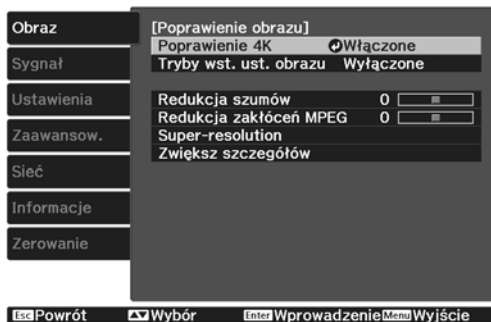 Obraz
Sygnał
Ustawienia
Zaawansow.
Sieć
Informacje
Zerowanie
[Poprawienie obrazu]
Poprawienie 4K Włączone
Tryby wst. ust. obrazu Wyłączone
Redukcja szumów 0
Redukcja zakłóceń MPEG 0
Super-resolution
Zwiększ szczegółów
Esc Powrót Wybór Enter Wprowadzenie Menu Wyjście